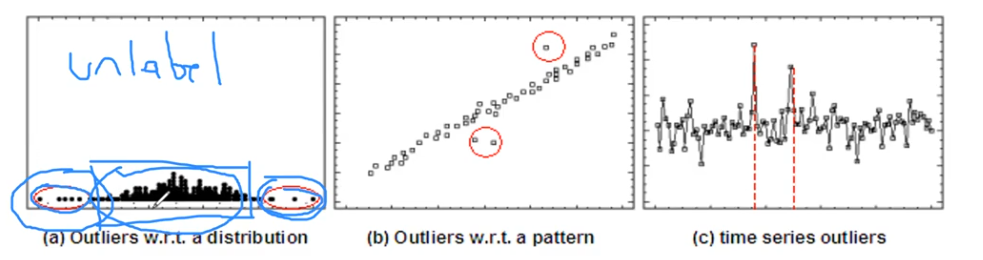 unlabel
(a) Outliers w.r.t. a distribution
(b) Outliers w.r.t. a pattern
(c) time series outliers